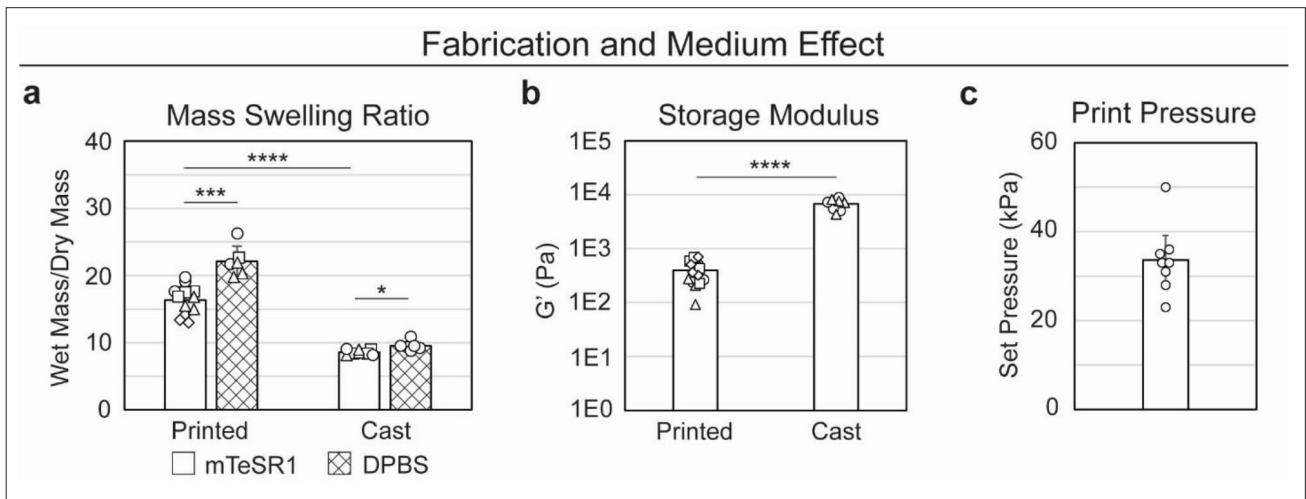 Fabrication and Medium Effect
a
Mass Swelling Ratio
Wet Mass/Dry Mass
40
30
20
10
0
****
***
*
Printed
Cast
mTeSR1
DPBS
b
Storage Modulus
G' (Pa)
1E5
1E4
1E3
1E2
1E1
1E0
****
Printed
Cast
c
Print Pressure
Set Pressure (kPa)
60
40
20
0